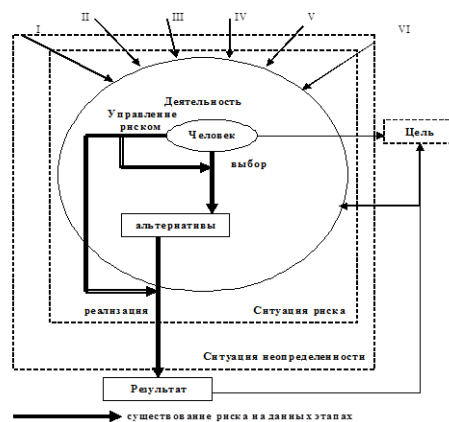 II III IV V
I VI
Деятельность
Управление
риском
Человек
Цель
выбор
альтернативы
реализация Ситуация риска
Ситуация неопределенности
Результат
существование риска на данных этапах